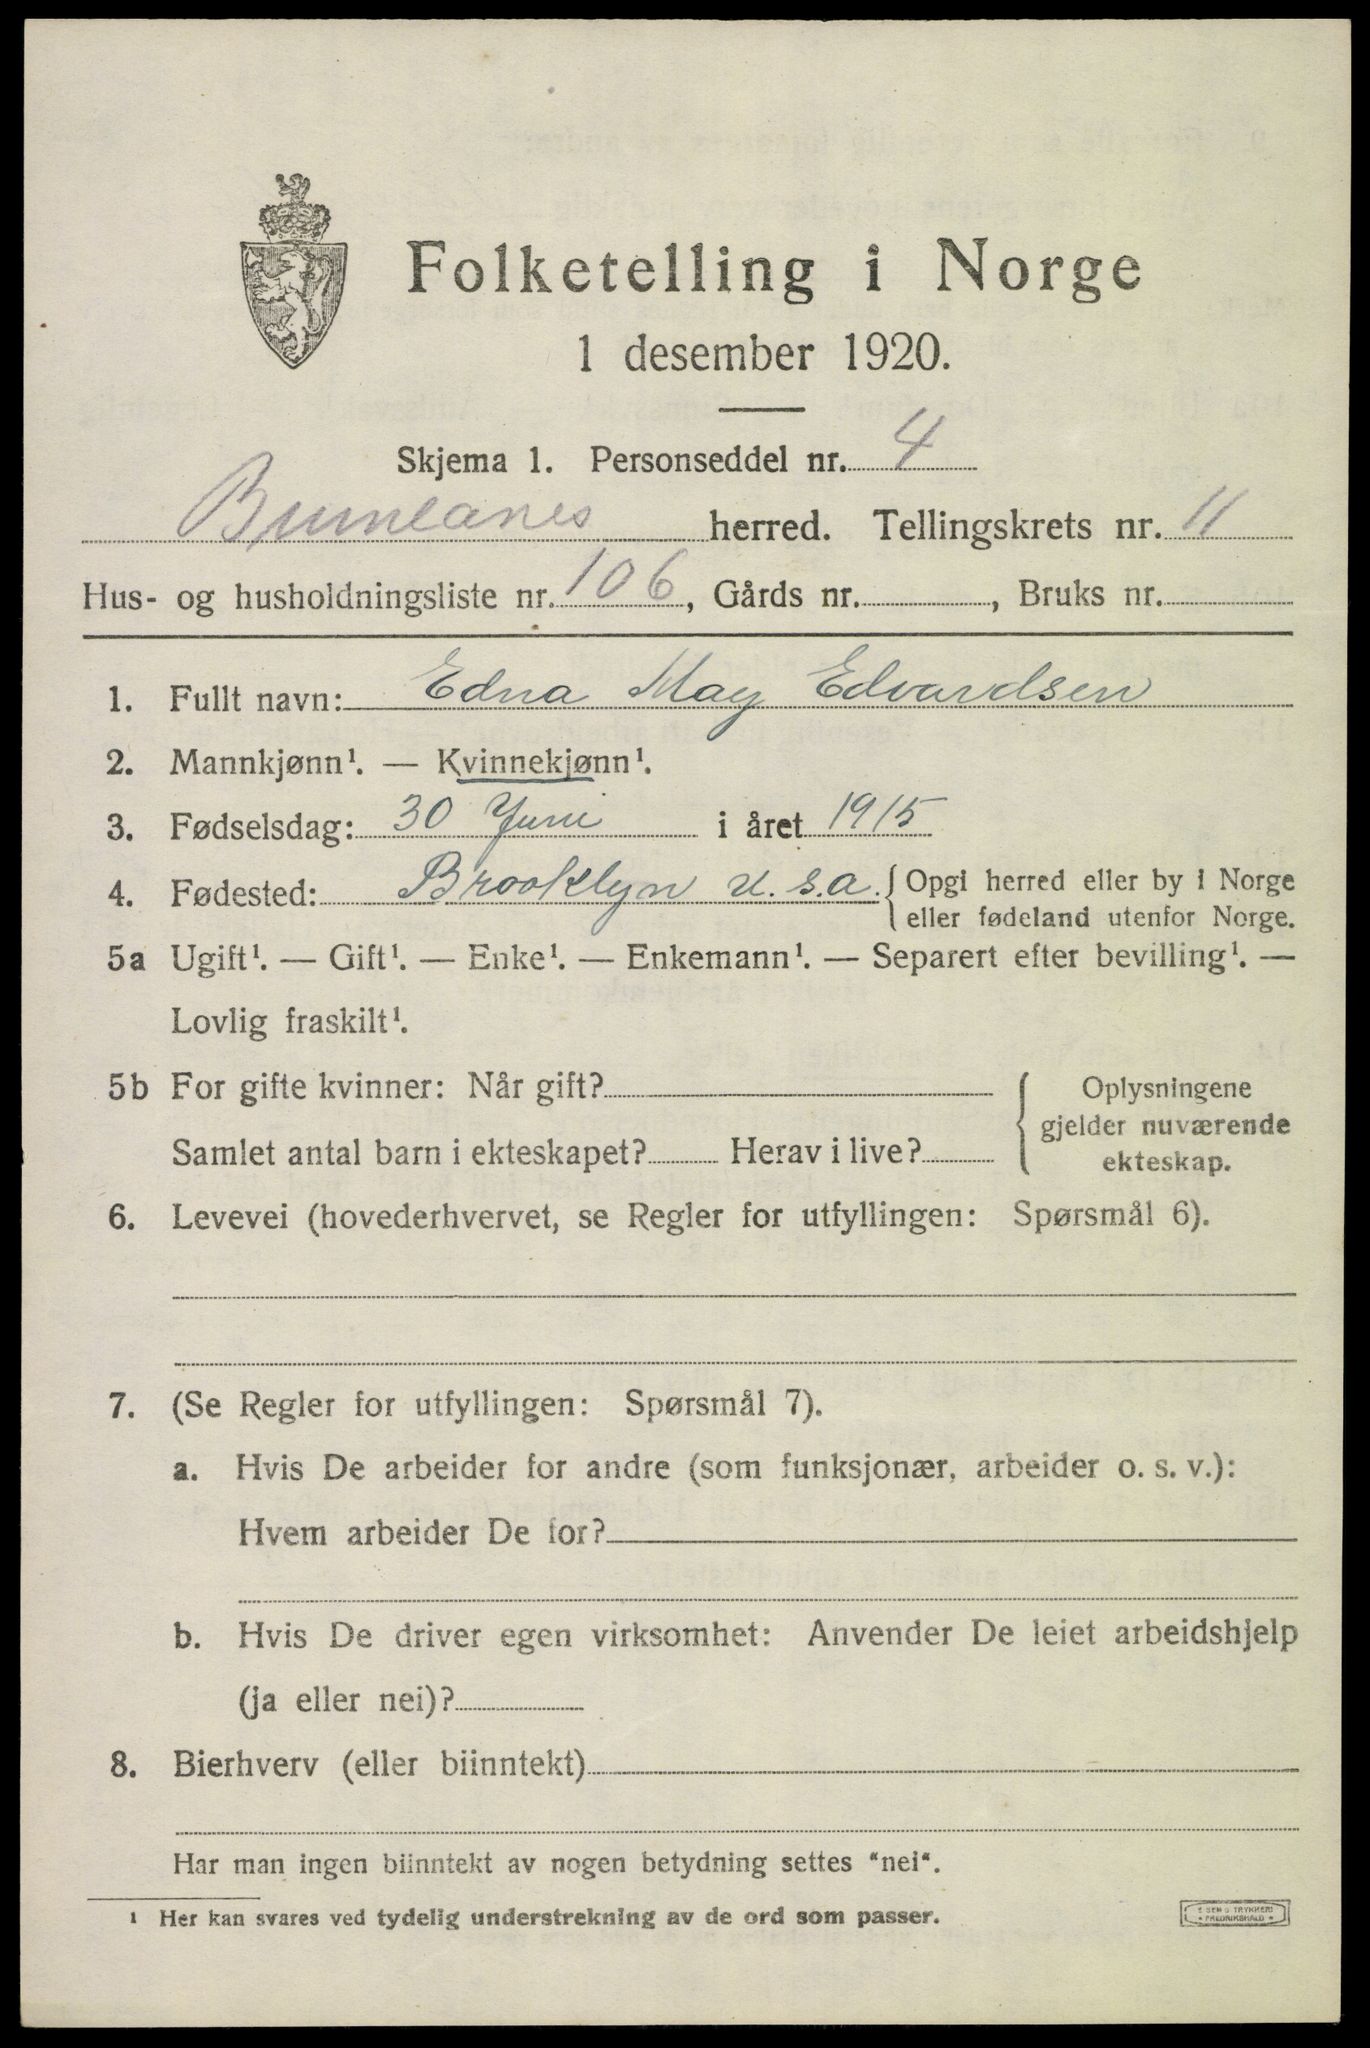 Folketelling i Norge
1 desember 1920.
Skjema 1. Personseddel nr. 4
Brunlanes herred. Tellingskrets nr. 11
Hus- og husholdningsliste nr. 106, Gårds nr. , Bruks nr.
1. Fullt navn: Edna May Edvardsen
2. Mannkjønn¹. — Kvinnekjønn¹.
3. Fødselsdag: 30 Juni i året 1915
4. Fødested: Brooklyn U.S.A. { Opgi herred eller by i Norge
eller fødeland utenfor Norge.
5a Ugift¹. — Gift¹. — Enke¹. — Enkemann¹. — Separert efter bevilling¹. —
Lovlig fraskilt¹.
5b For gifte kvinner: Når gift? { Oplysningene
gjelder nuværende
Samlet antal barn i ekteskapet? Herav i live?
ekteskap.
6. Levevei (hovederhvervet, se Regler for utfyllingen: Spørsmål 6).
7. (Se Regler for utfyllingen: Spørsmål 7).
a. Hvis De arbeider for andre (som funksjonær, arbeider o. s. v.):
Hvem arbeider De for?
b. Hvis De driver egen virksomhet: Anvender De leiet arbeidshjelp
(ja eller nei)?
8. Bierhverv (eller biinntekt)
Har man ingen biinntekt av nogen betydning settes "nei".
¹ Her kan svares ved tydelig understrekning av de ord som passer.
TRYKKERI
FREDRIKSHALD